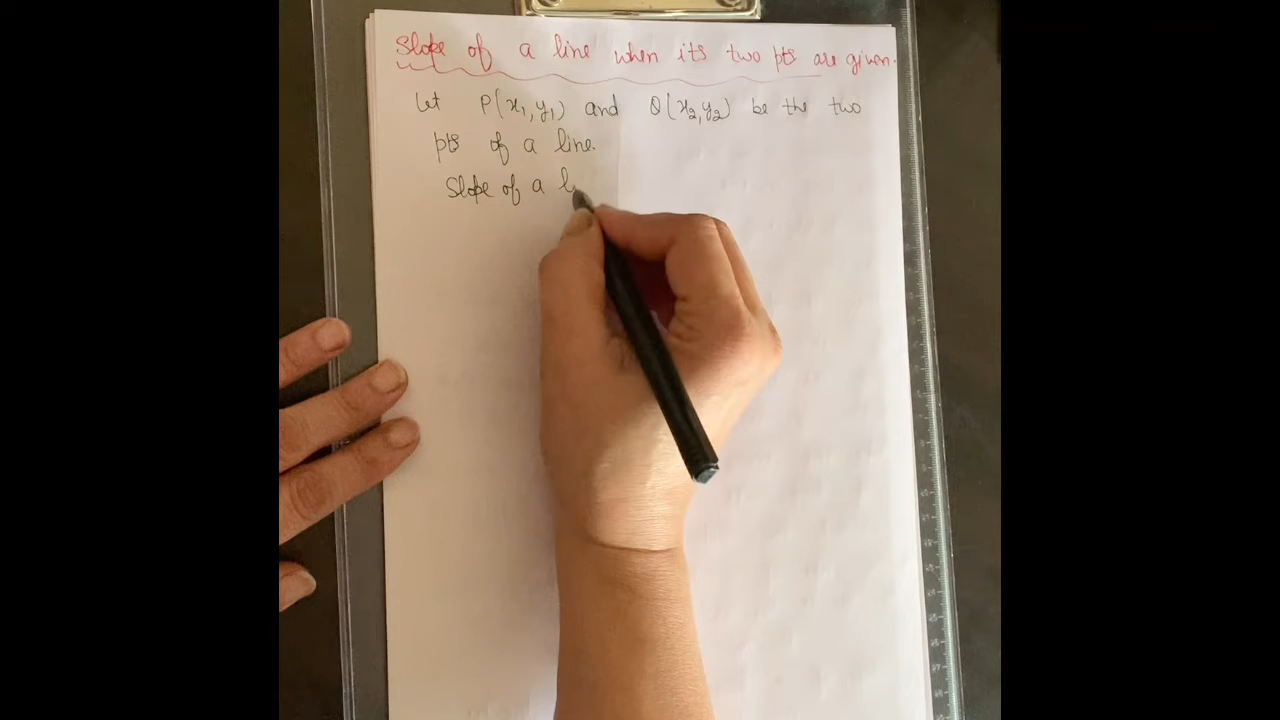 Slope of a line when its two pts are given.
Let P(x₁,y₁) and Q(x₂,y₂) be the two
pts of a line.
Slope of a